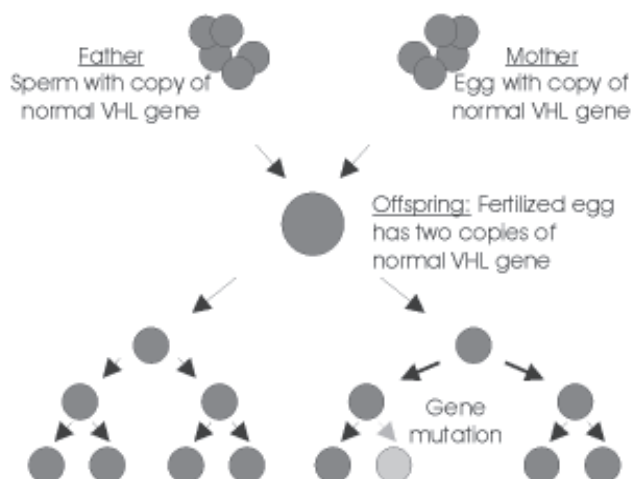 Father
Sperm with copy of
normal VHL gene
Mother
Egg with copy of
normal VHL gene
Offspring: Fertilized egg
has two copies of
normal VHL gene
Gene
mutation